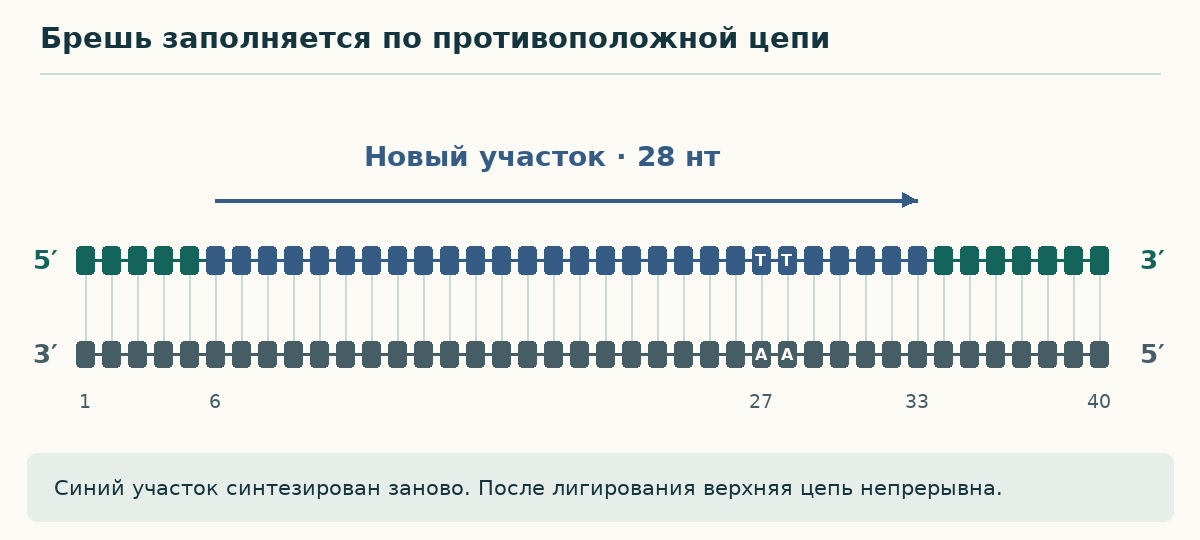 Брешь заполняется по противоположной цепи
Новый участок · 28 нт
5′ T T 3′
3′ A A 5′
1 6 27 33 40
Синий участок синтезирован заново. После лигирования верхняя цепь непрерывна.